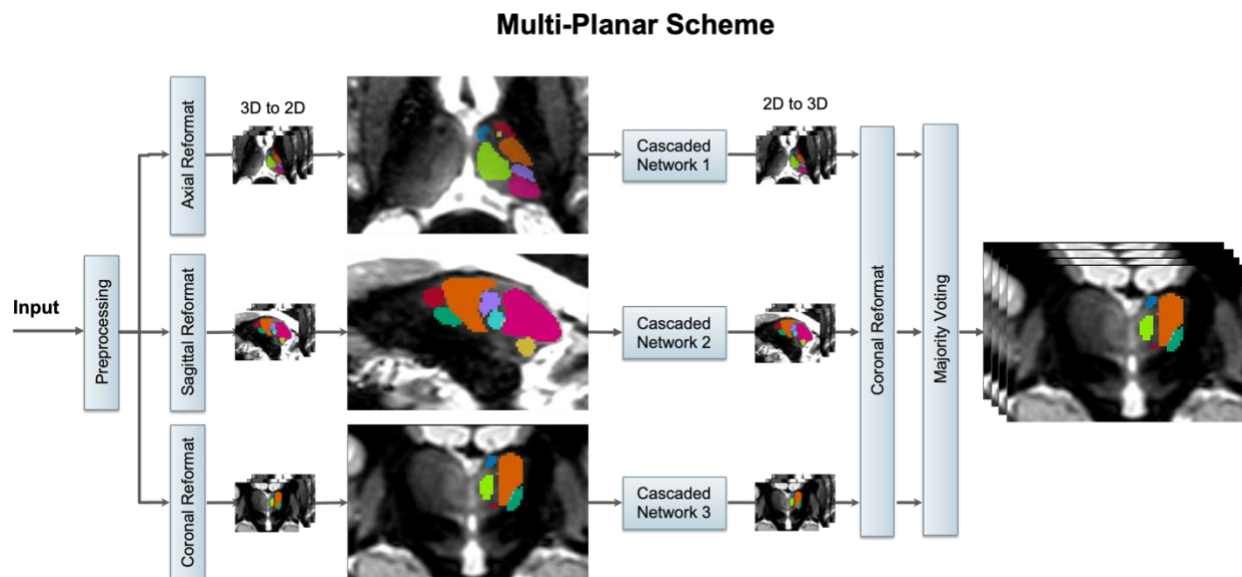 Multi-Planar Scheme
Axial Reformat
3D to 2D
Cascaded
Network 1
2D to 3D
Input
Preprocessing
Sagittal Reformat
Cascaded
Network 2
Coronal Reformat
Majority Voting
Coronal Reformat
Cascaded
Network 3